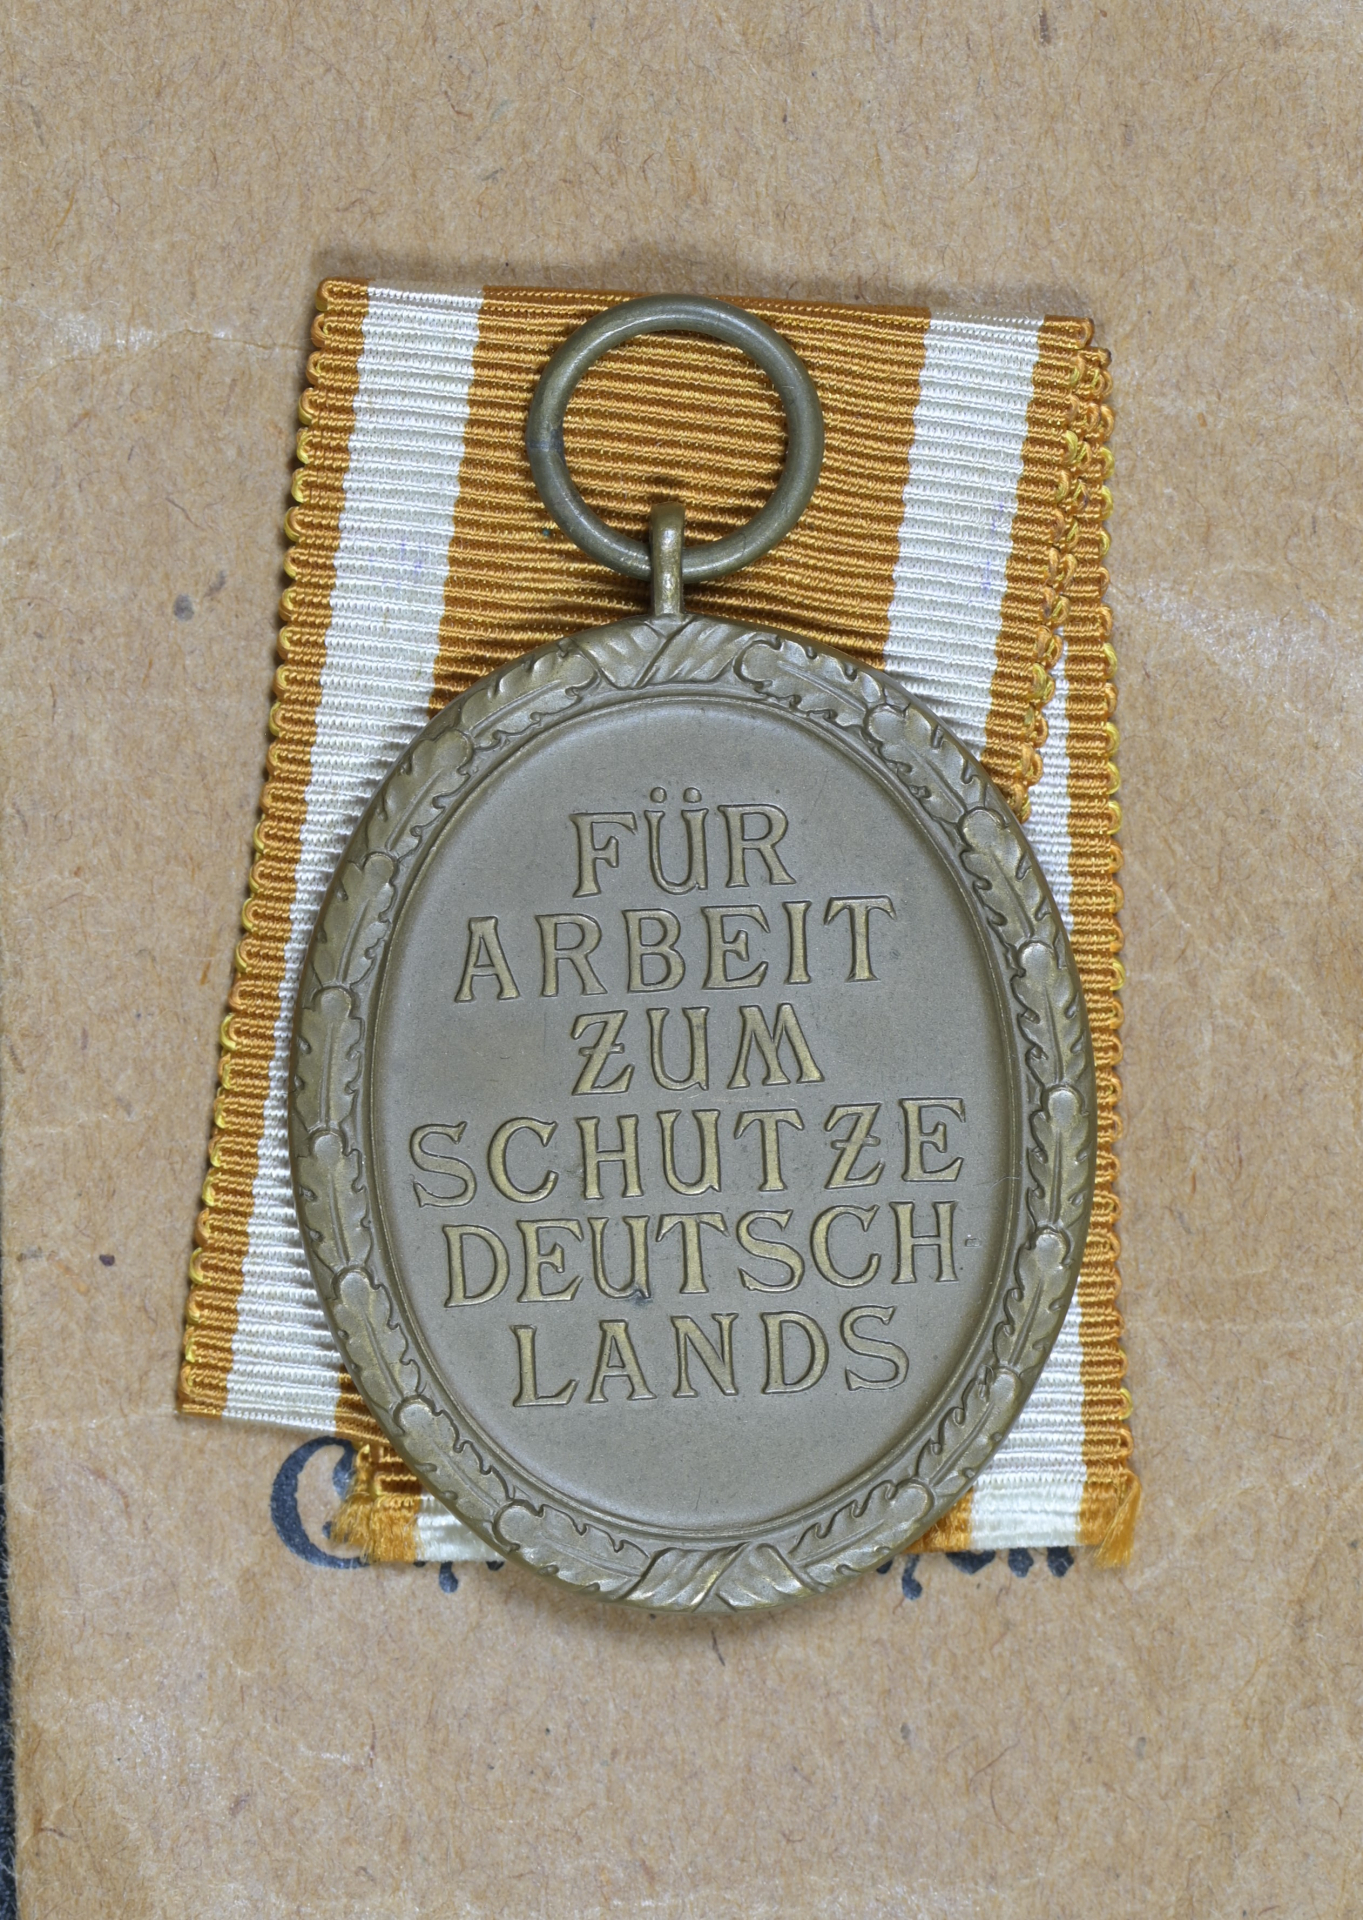 FÜR
ARBEIT
ZUM
SCHUTZE
DEUTSCH-
LANDS